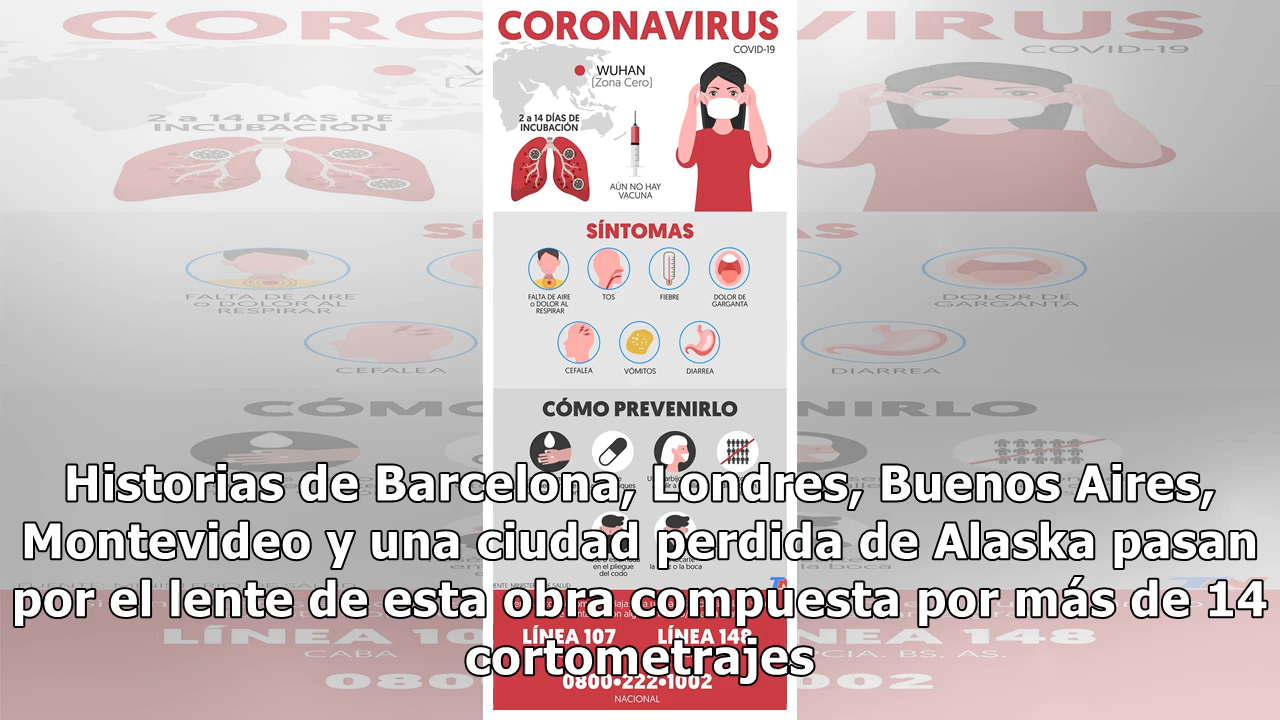 CORONAVIRUS
COVID-19
WUHAN
[Zona Cero]
2 a 14 DÍAS DE
INCUBACIÓN
AÚN NO HAY
VACUNA
SÍNTOMAS
FALTA DE AIRE
o DOLOR AL
RESPIRAR
TOS
FIEBRE
DOLOR DE
GARGANTA
CEFALEA
VÓMITOS
DIARREA
CÓMO PREVENIRLO
Historias de Barcelona, Londres, Buenos Aires,
Montevideo y una ciudad perdida de Alaska pasan
por el lente de esta obra compuesta por más de 14
cortometrajes
en el pliegue
del codo
o la boca
LÍNEA 107
LÍNEA 148
0800•222•1002
NACIONAL